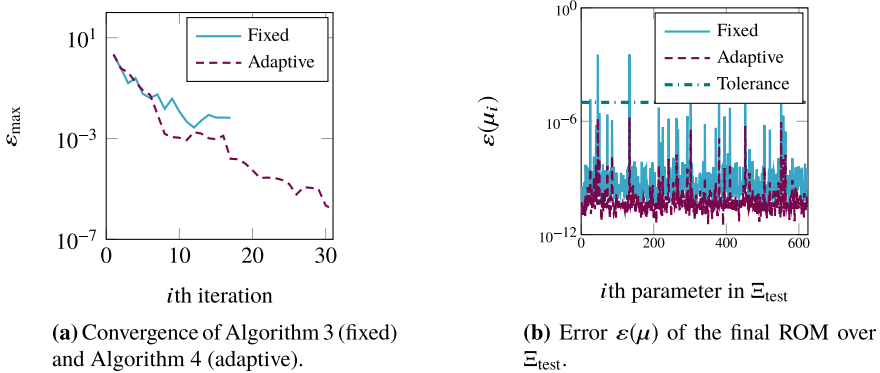 10^1
10^{-3}
10^{-7}
ε_max
0 10 20 30
ith iteration
Fixed
Adaptive
(a) Convergence of Algorithm 3 (fixed)
and Algorithm 4 (adaptive).
10^0
10^{-6}
10^{-12}
ε(μ_i)
0 200 400 600
ith parameter in Ξ_test
Fixed
Adaptive
Tolerance
(b) Error ε(μ) of the final ROM over
Ξ_test.